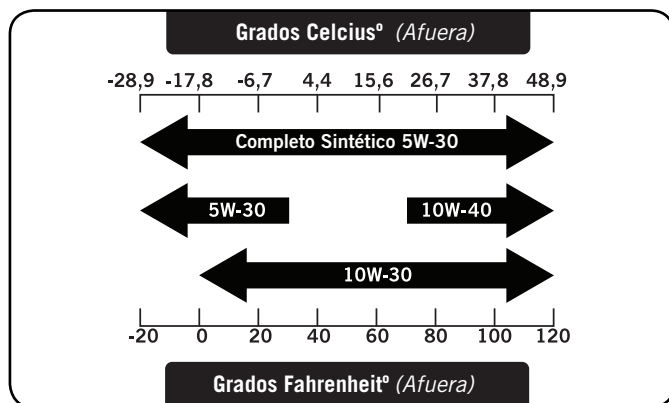 Grados Celciusº (Afuera)
-28,9 -17,8 -6,7 4,4 15,6 26,7 37,8 48,9
Completo Sintético 5W-30
5W-30 10W-40
10W-30
-20 0 20 40 60 80 100 120
Grados Fahrenheitº (Afuera)